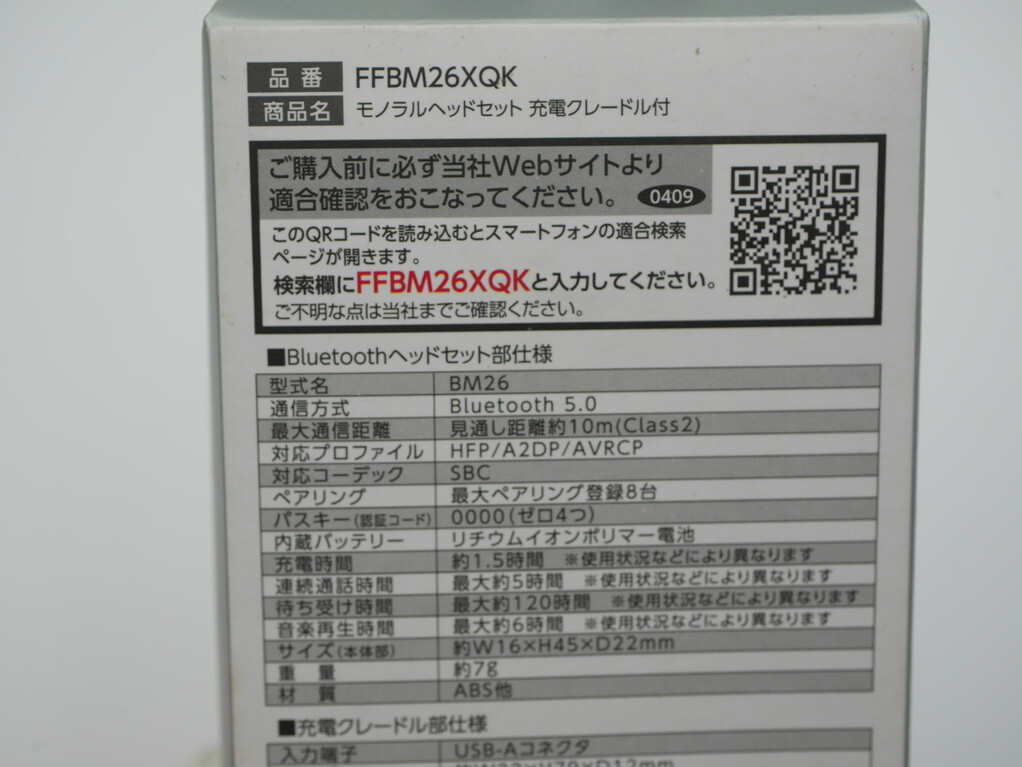 品番 FFBM26XQK
商品名 モノラルヘッドセット 充電クレードル付
ご購入前に必ず当社Webサイトより
適合確認をおこなってください。 0409
このQRコードを読み込むとスマートフォンの適合検索
ページが開きます。
検索欄にFFBM26XQKと入力してください。
ご不明な点は当社までご確認ください。
■Bluetoothヘッドセット部仕様
型式名 BM26
通信方式 Bluetooth 5.0
最大通信距離 見通し距離約10m(Class2)
対応プロファイル HFP/A2DP/AVRCP
対応コーデック SBC
ペアリング 最大ペアリング登録8台
パスキー(認証コード) 0000(ゼロ4つ)
内蔵バッテリー リチウムイオンポリマー電池
充電時間 約1.5時間 ※使用状況などにより異なります
連続通話時間 最大約5時間 ※使用状況などにより異なります
待ち受け時間 最大約120時間 ※使用状況などにより異なります
音楽再生時間 最大約6時間 ※使用状況などにより異なります
サイズ(本体部) 約W16×H45×D22mm
重量 約7g
材質 ABS他
■充電クレードル部仕様
入力端子 USB-Aコネクタ